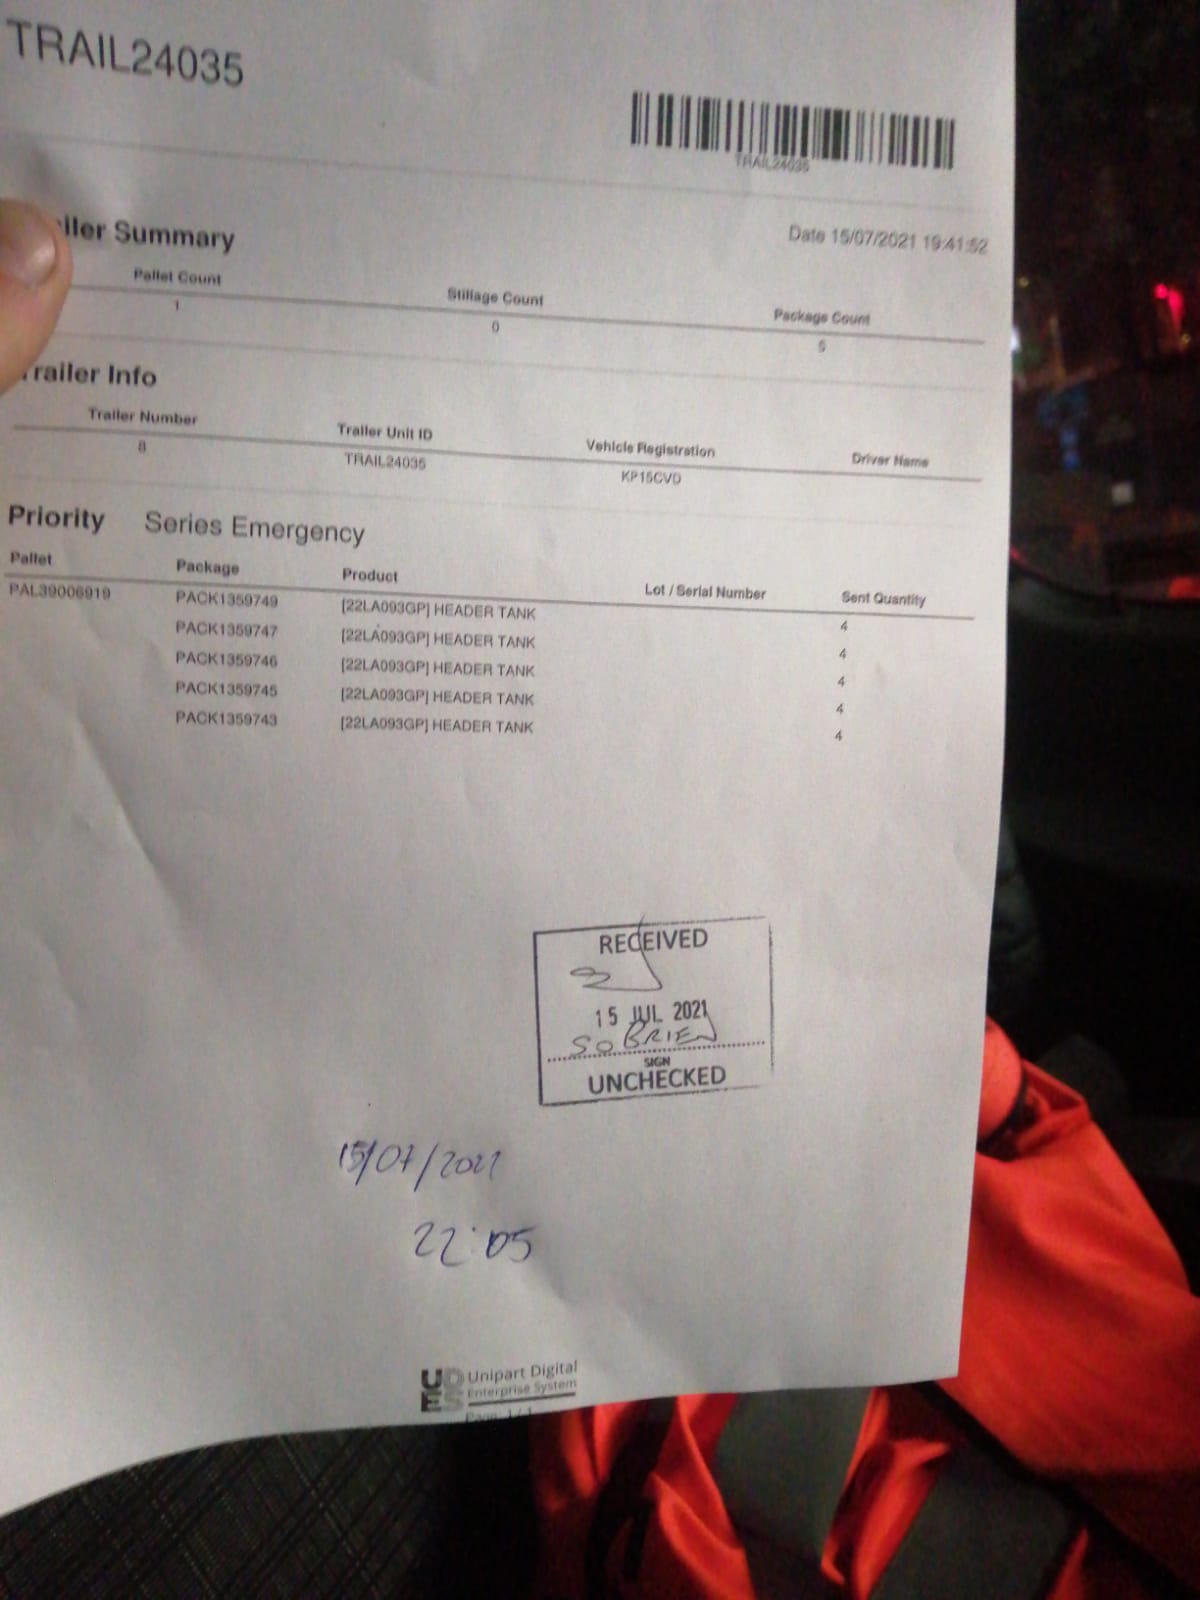 TRAIL24035
TRAIL24035
iler Summary
Date 15/07/2021 19:41:52
Pallet Count Stillage Count Package Count
1 0 5
railer Info
Trailer Number Trailer Unit ID Vehicle Registration Driver Name
8 TRAIL24035 KP15CVD
Priority Series Emergency
Pallet Package Product Lot / Serial Number Sent Quantity
PAL39006919 PACK1359749 [22LA093GP] HEADER TANK 4
PACK1359747 [22LA093GP] HEADER TANK 4
PACK1359746 [22LA093GP] HEADER TANK 4
PACK1359745 [22LA093GP] HEADER TANK 4
PACK1359743 [22LA093GP] HEADER TANK 4
RECEIVED
15 JUL 2021
SOBRIEN
SIGN
UNCHECKED
15/07/2021
22:05
UDES Unipart Digital
Enterprise System
Page: 1 / 1